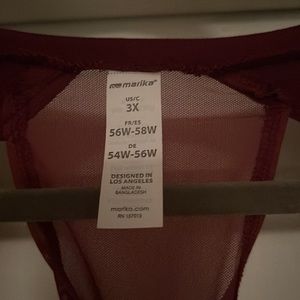 marika
US/C
3X
FR/ES
56W-58W
DE
54W-56W
DESIGNED IN
LOS ANGELES
MADE IN
BANGLADESH
marika.com
RN 157015